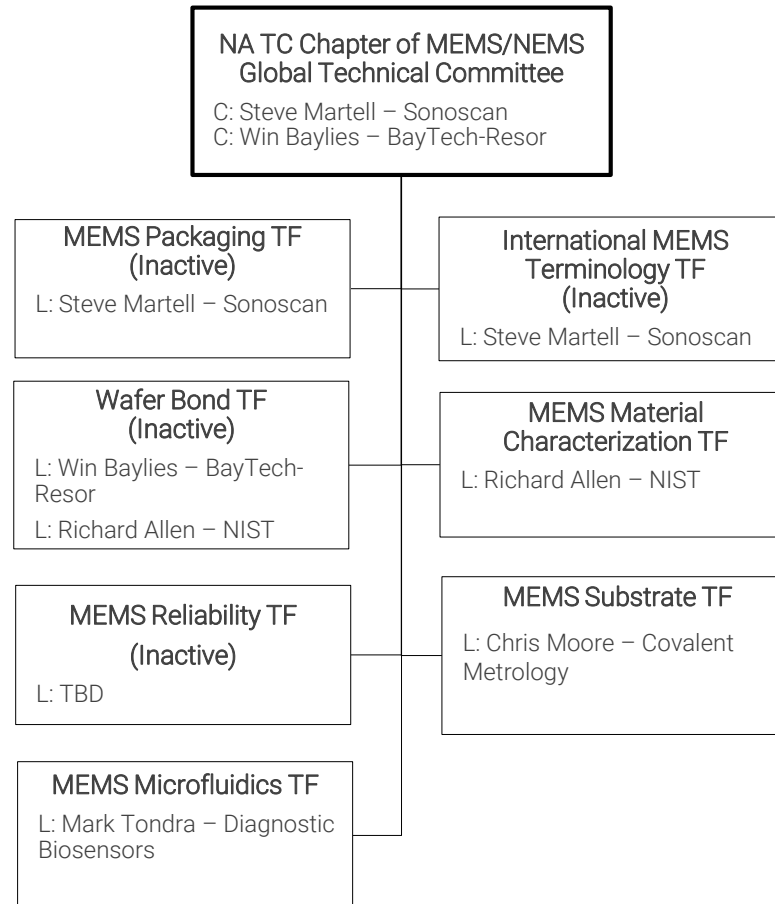 NA TC Chapter of MEMS/NEMS
Global Technical Committee
C: Steve Martell – Sonoscan
C: Win Baylies – BayTech-Resor
MEMS Packaging TF
(Inactive)
L: Steve Martell – Sonoscan
International MEMS
Terminology TF
(Inactive)
L: Steve Martell – Sonoscan
Wafer Bond TF
(Inactive)
L: Win Baylies – BayTech-
Resor
L: Richard Allen – NIST
MEMS Material
Characterization TF
L: Richard Allen – NIST
MEMS Reliability TF
(Inactive)
L: TBD
MEMS Substrate TF
L: Chris Moore – Covalent
Metrology
MEMS Microfluidics TF
L: Mark Tondra – Diagnostic
Biosensors